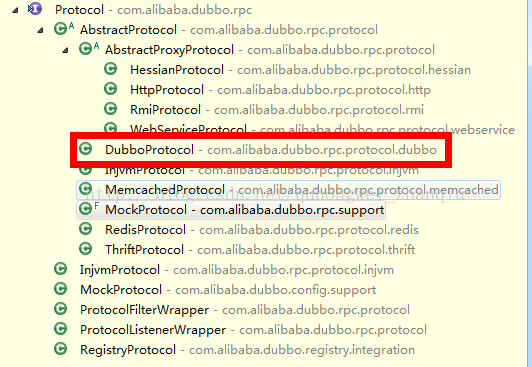 Protocol - com.alibaba.dubbo.rpc
AbstractProtocol - com.alibaba.dubbo.rpc.protocol
AbstractProxyProtocol - com.alibaba.dubbo.rpc.protocol
HessianProtocol - com.alibaba.dubbo.rpc.protocol.hessian
HttpProtocol - com.alibaba.dubbo.rpc.protocol.http
RmiProtocol - com.alibaba.dubbo.rpc.protocol.rmi
WebServiceProtocol - com.alibaba.dubbo.rpc.protocol.webservice
DubboProtocol - com.alibaba.dubbo.rpc.protocol.dubbo
InjvmProtocol - com.alibaba.dubbo.rpc.protocol.injvm
MemcachedProtocol - com.alibaba.dubbo.rpc.protocol.memcached
MockProtocol - com.alibaba.dubbo.rpc.support
RedisProtocol - com.alibaba.dubbo.rpc.protocol.redis
ThriftProtocol - com.alibaba.dubbo.rpc.protocol.thrift
InjvmProtocol - com.alibaba.dubbo.rpc.protocol.injvm
MockProtocol - com.alibaba.dubbo.config.support
ProtocolFilterWrapper - com.alibaba.dubbo.rpc.protocol
ProtocolListenerWrapper - com.alibaba.dubbo.rpc.protocol
RegistryProtocol - com.alibaba.dubbo.registry.integration